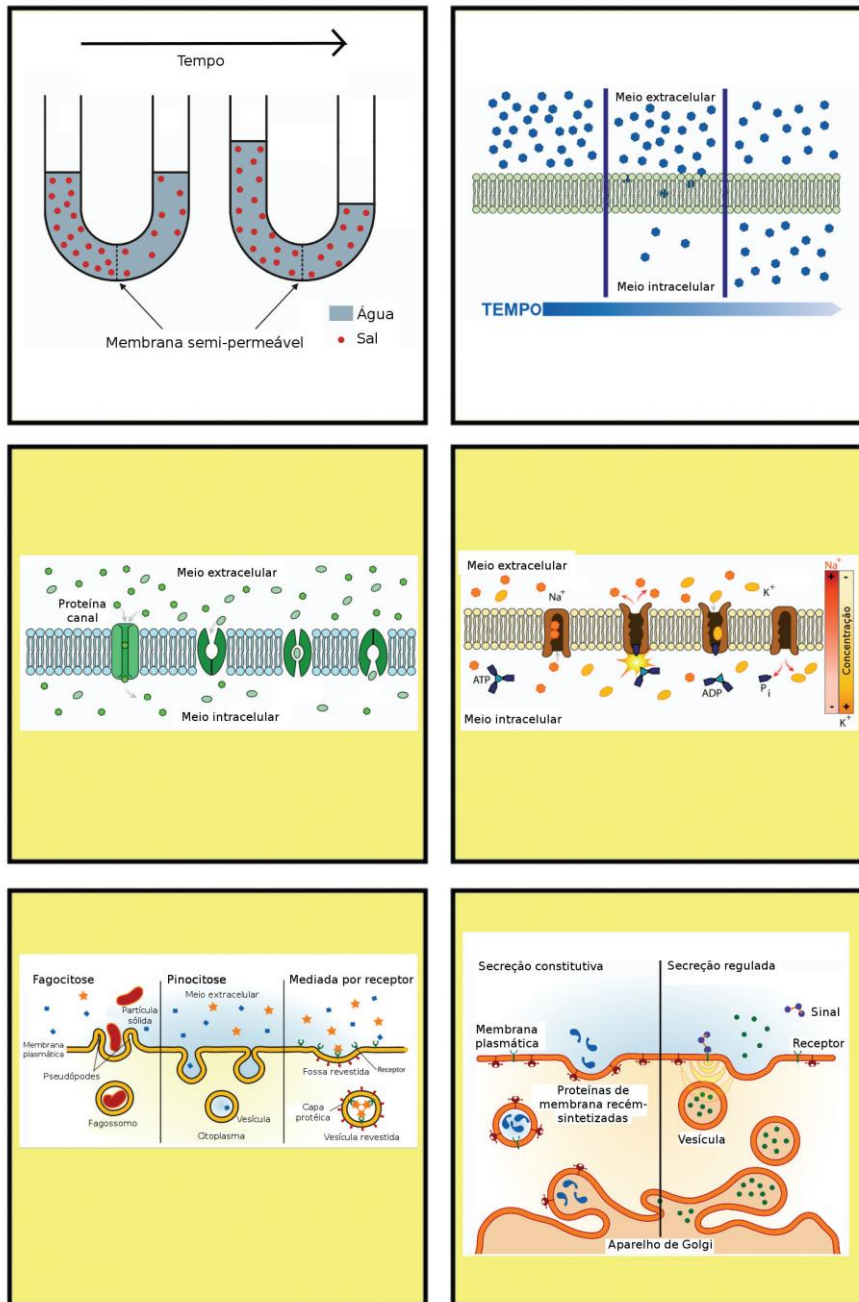 Tempo
Membrana semi-permeável
Água
Sal
Meio extracelular
Meio intracelular
TEMPO
Meio extracelular
Proteína
canal
Meio intracelular
Meio extracelular
Na+
K+
ATP
ADP
Pi
Meio intracelular
Na+
+ -
Concentração
- +
K+
Fagocitose
Partícula
sólida
Membrana
plasmática
Pseudópodes
Fagossomo
Pinocitose
Meio extracelular
Vesícula
Citoplasma
Mediada por receptor
Receptor
Fossa revestida
Capa
protéica
Vesícula revestida
Secreção constitutiva
Secreção regulada
Sinal
Membrana
plasmática
Receptor
Proteínas de
membrana recém-
sintetizadas
Vesícula
Aparelho de Golgi